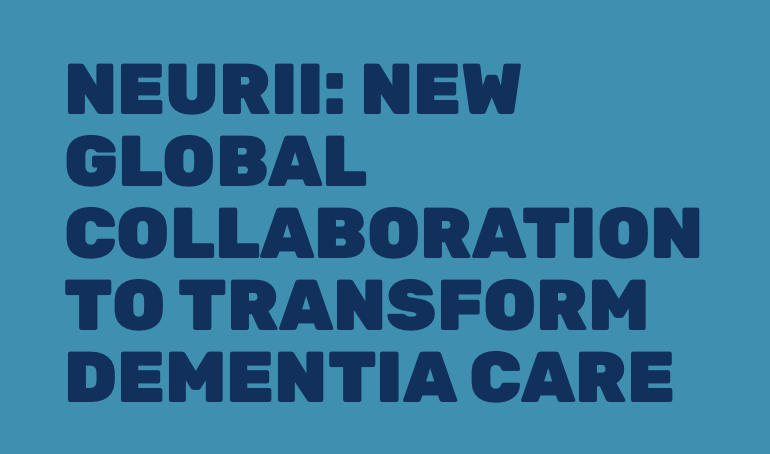 NEURII: NEW
GLOBAL
COLLABORATION
TO TRANSFORM
DEMENTIA CARE